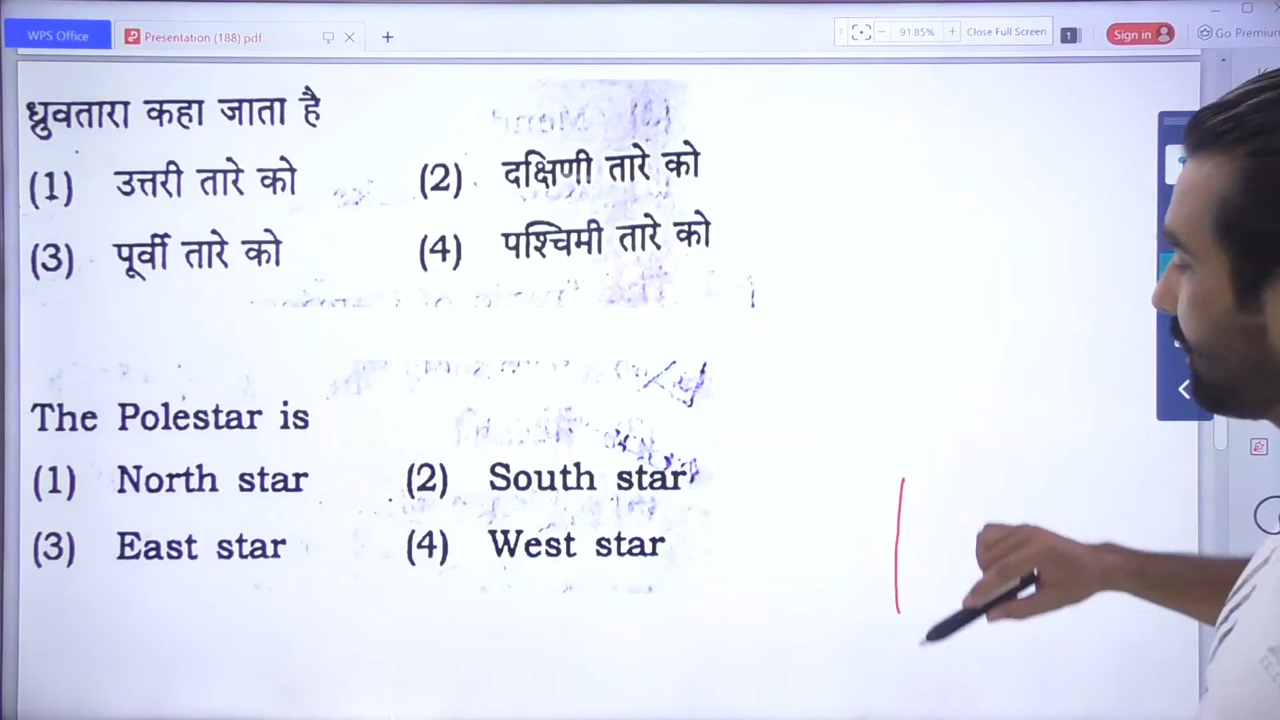 WPS Office
Presentation (188).pdf
91.85%
Close Full Screen
1
Sign in
Go Premium
ध्रुवतारा कहा जाता है
(1) उत्तरी तारे को (2) दक्षिणी तारे को
(3) पूर्वी तारे को (4) पश्चिमी तारे को
The Polestar is
(1) North star (2) South star
(3) East star (4) West star